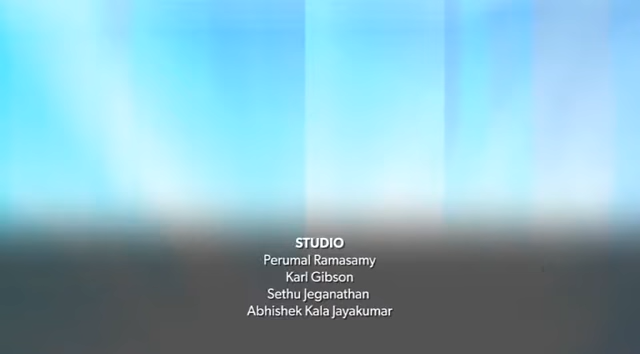 STUDIO
Perumal Ramasamy
Karl Gibson
Sethu Jeganathan
Abhishek Kala Jayakumar